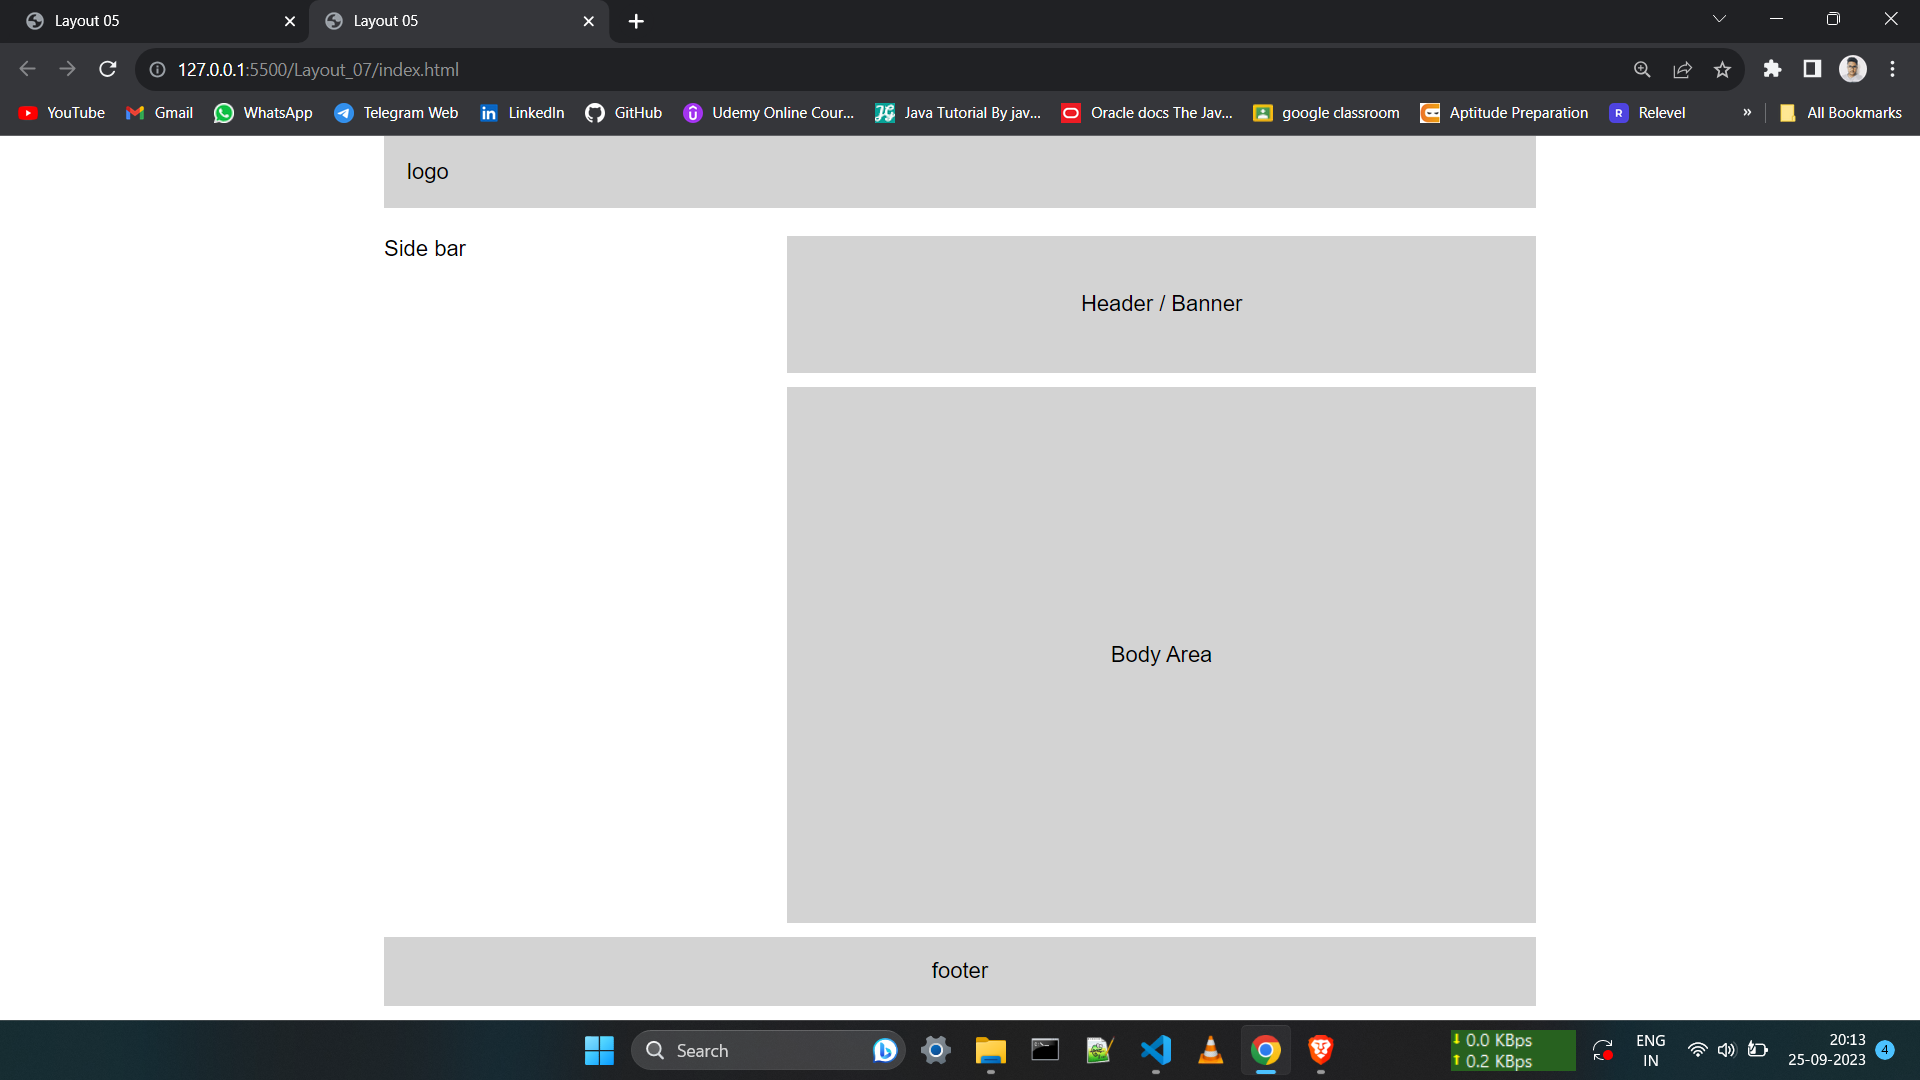 Layout 05
Layout 05
127.0.0.1:5500/Layout_07/index.html
YouTube Gmail WhatsApp Telegram Web LinkedIn GitHub Udemy Online Cour... Java Tutorial By jav... Oracle docs The Jav... google classroom Aptitude Preparation Relevel » All Bookmarks
logo
Side bar
Header / Banner
Body Area
footer
Search
0.0 KBps
0.2 KBps
ENG
IN
20:13
25-09-2023
4